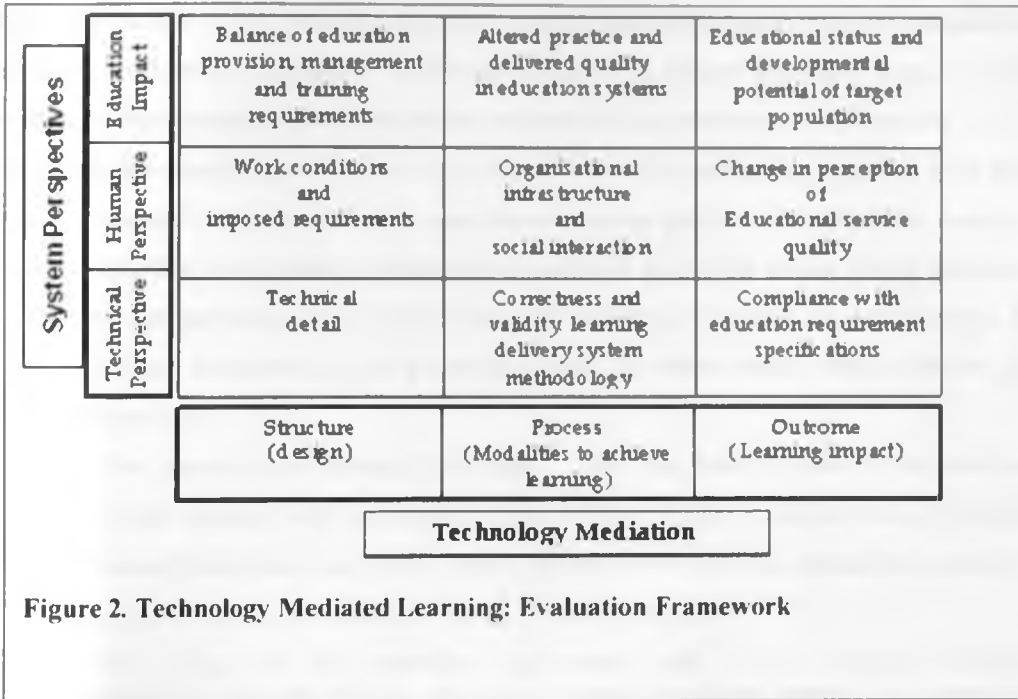 System Perspectives
Education
Impact
Balance of education
provision, management
and training
requirements
Altered practice and
delivered quality
in education systems
Educational status and
developmental
potential of target
population
Human
Perspective
Work conditions
and
imposed requirements
Organisational
infrastructure
and
social interaction
Change in perception
of
Educational service
quality
Technical
Perspective
Technical
detail
Correctness and
validity, learning
delivery system
methodology
Compliance with
education requirement
specifications
Structure
(design)
Process
(Modalities to achieve
learning)
Outcome
(Learning impact)
Technology Mediation
Figure 2. Technology Mediated Learning: Evaluation Framework